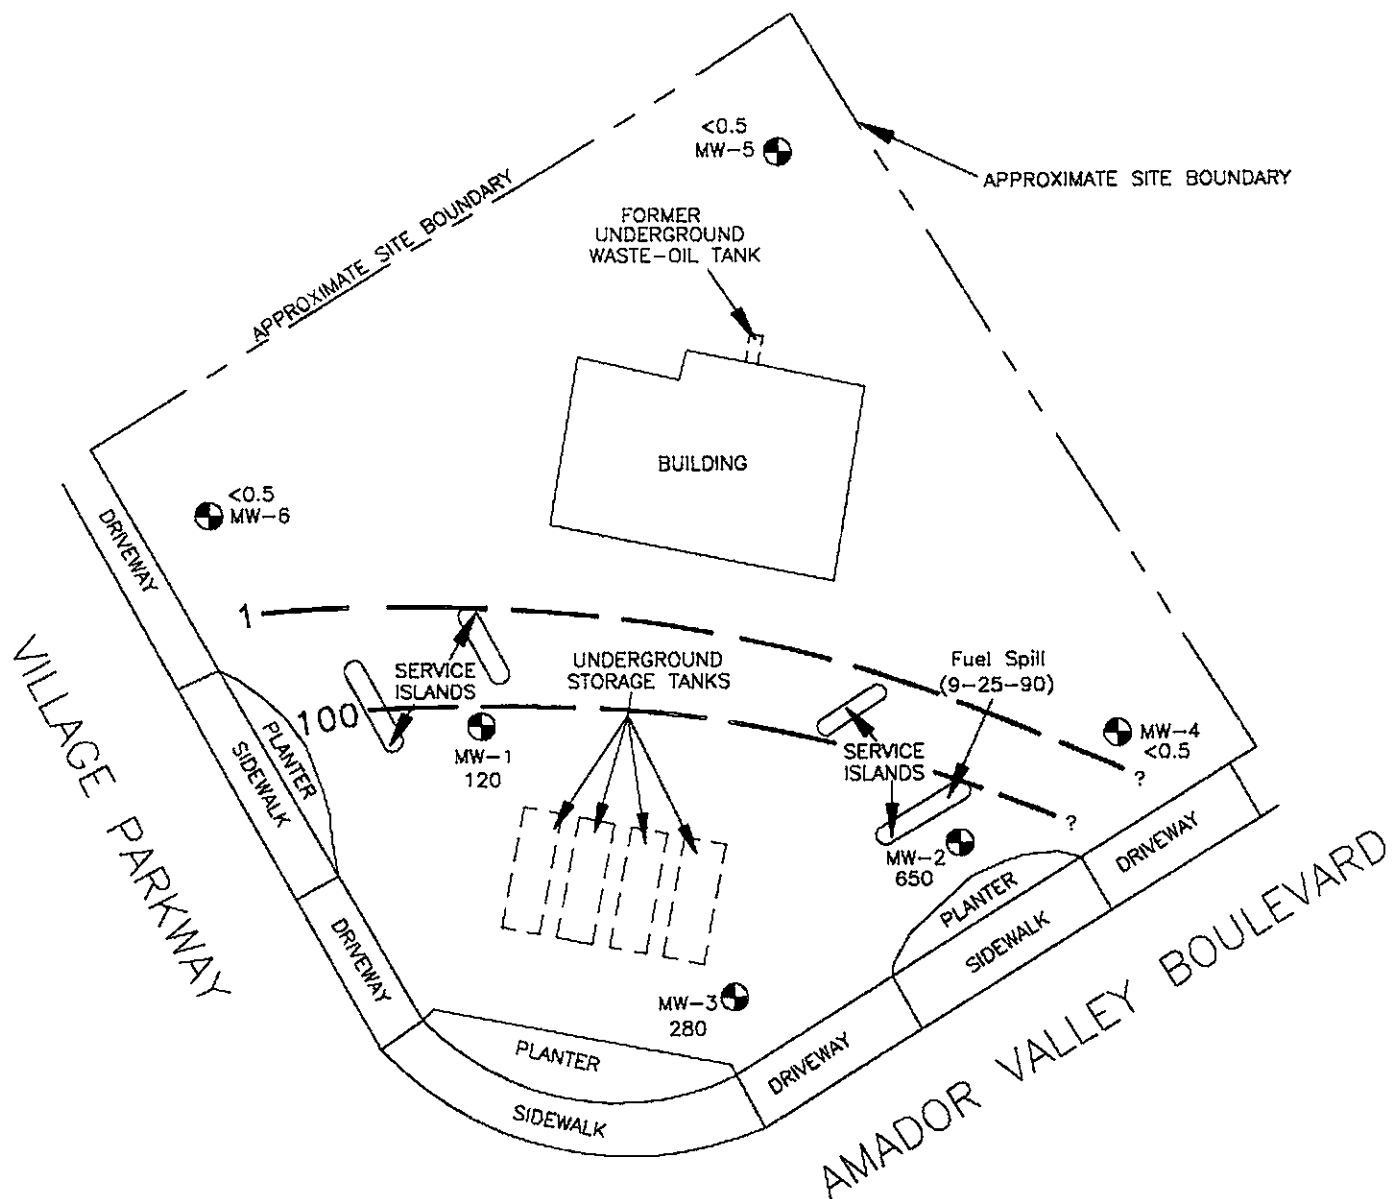 <0.5
MW-5
APPROXIMATE SITE BOUNDARY
APPROXIMATE SITE BOUNDARY
FORMER
UNDERGROUND
WASTE-OIL TANK
BUILDING
<0.5
MW-6
DRIVEWAY
1
SERVICE
ISLANDS
UNDERGROUND
STORAGE TANKS
Fuel Spill
(9-25-90)
100
MW-1
120
SERVICE
ISLANDS
MW-4
<0.5
?
?
PLANTER
SIDEWALK
VILLAGE PARKWAY
MW-2
650
DRIVEWAY
PLANTER
SIDEWALK
DRIVEWAY
MW-3
280
PLANTER
SIDEWALK
DRIVEWAY
AMADOR VALLEY BOULEVARD